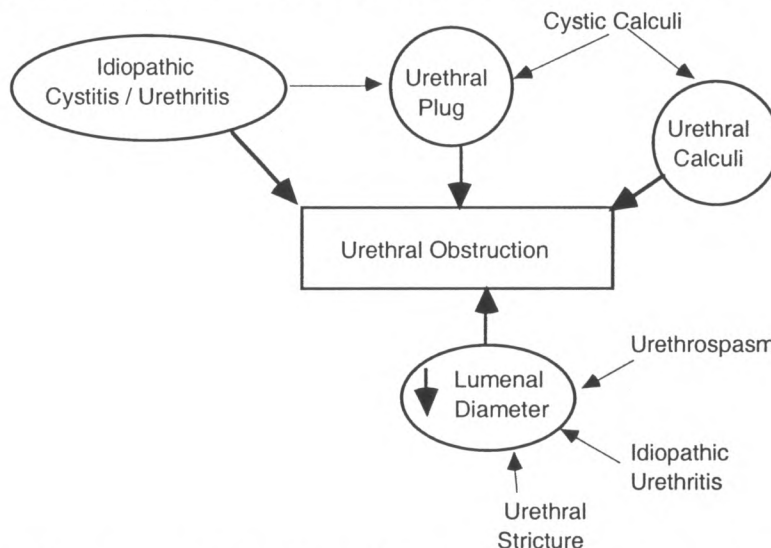 Cystic Calculi
Idiopathic
Cystitis / Urethritis
Urethral
Plug
Urethral
Calculi
Urethral Obstruction
Lumenal
Diameter
Urethrospasm
Idiopathic
Urethritis
Urethral
Stricture